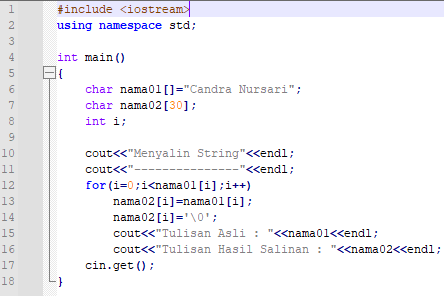 1 #include <iostream>
2 using namespace std;
3
4 int main()
5 {
6 char nama01[]="Candra Nursari";
7 char nama02[30];
8 int i;
9
10 cout<<"Menyalin String"<<endl;
11 cout<<"---------------"<<endl;
12 for(i=0;i<nama01[i];i++)
13 nama02[i]=nama01[i];
14 nama02[i]='\0';
15 cout<<"Tulisan Asli : "<<nama01<<endl;
16 cout<<"Tulisan Hasil Salinan : "<<nama02<<endl;
17 cin.get();
18 }